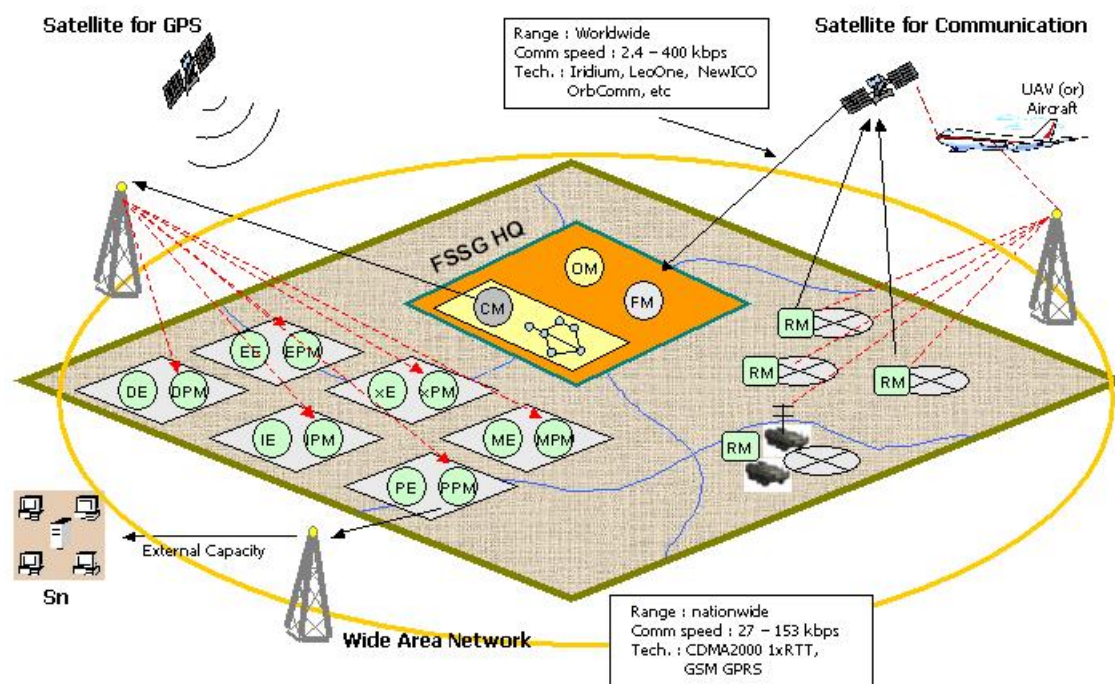 Satellite for GPS
Range : Worldwide
Comm speed : 2.4 – 400 kbps
Tech. : Iridium, LeoOne, NewICO
OrbComm, etc
Satellite for Communication
UAV (or)
Aircraft
FSSG HQ
OM
FM
CM
RM
RM
RM
RM
EE
EPM
DE
DPM
xE
xPM
IE
IPM
ME
MPM
PE
PPM
External Capacity
Sn
Wide Area Network
Range : nationwide
Comm speed : 27 – 153 kbps
Tech. : CDMA2000 1xRTT,
GSM GPRS